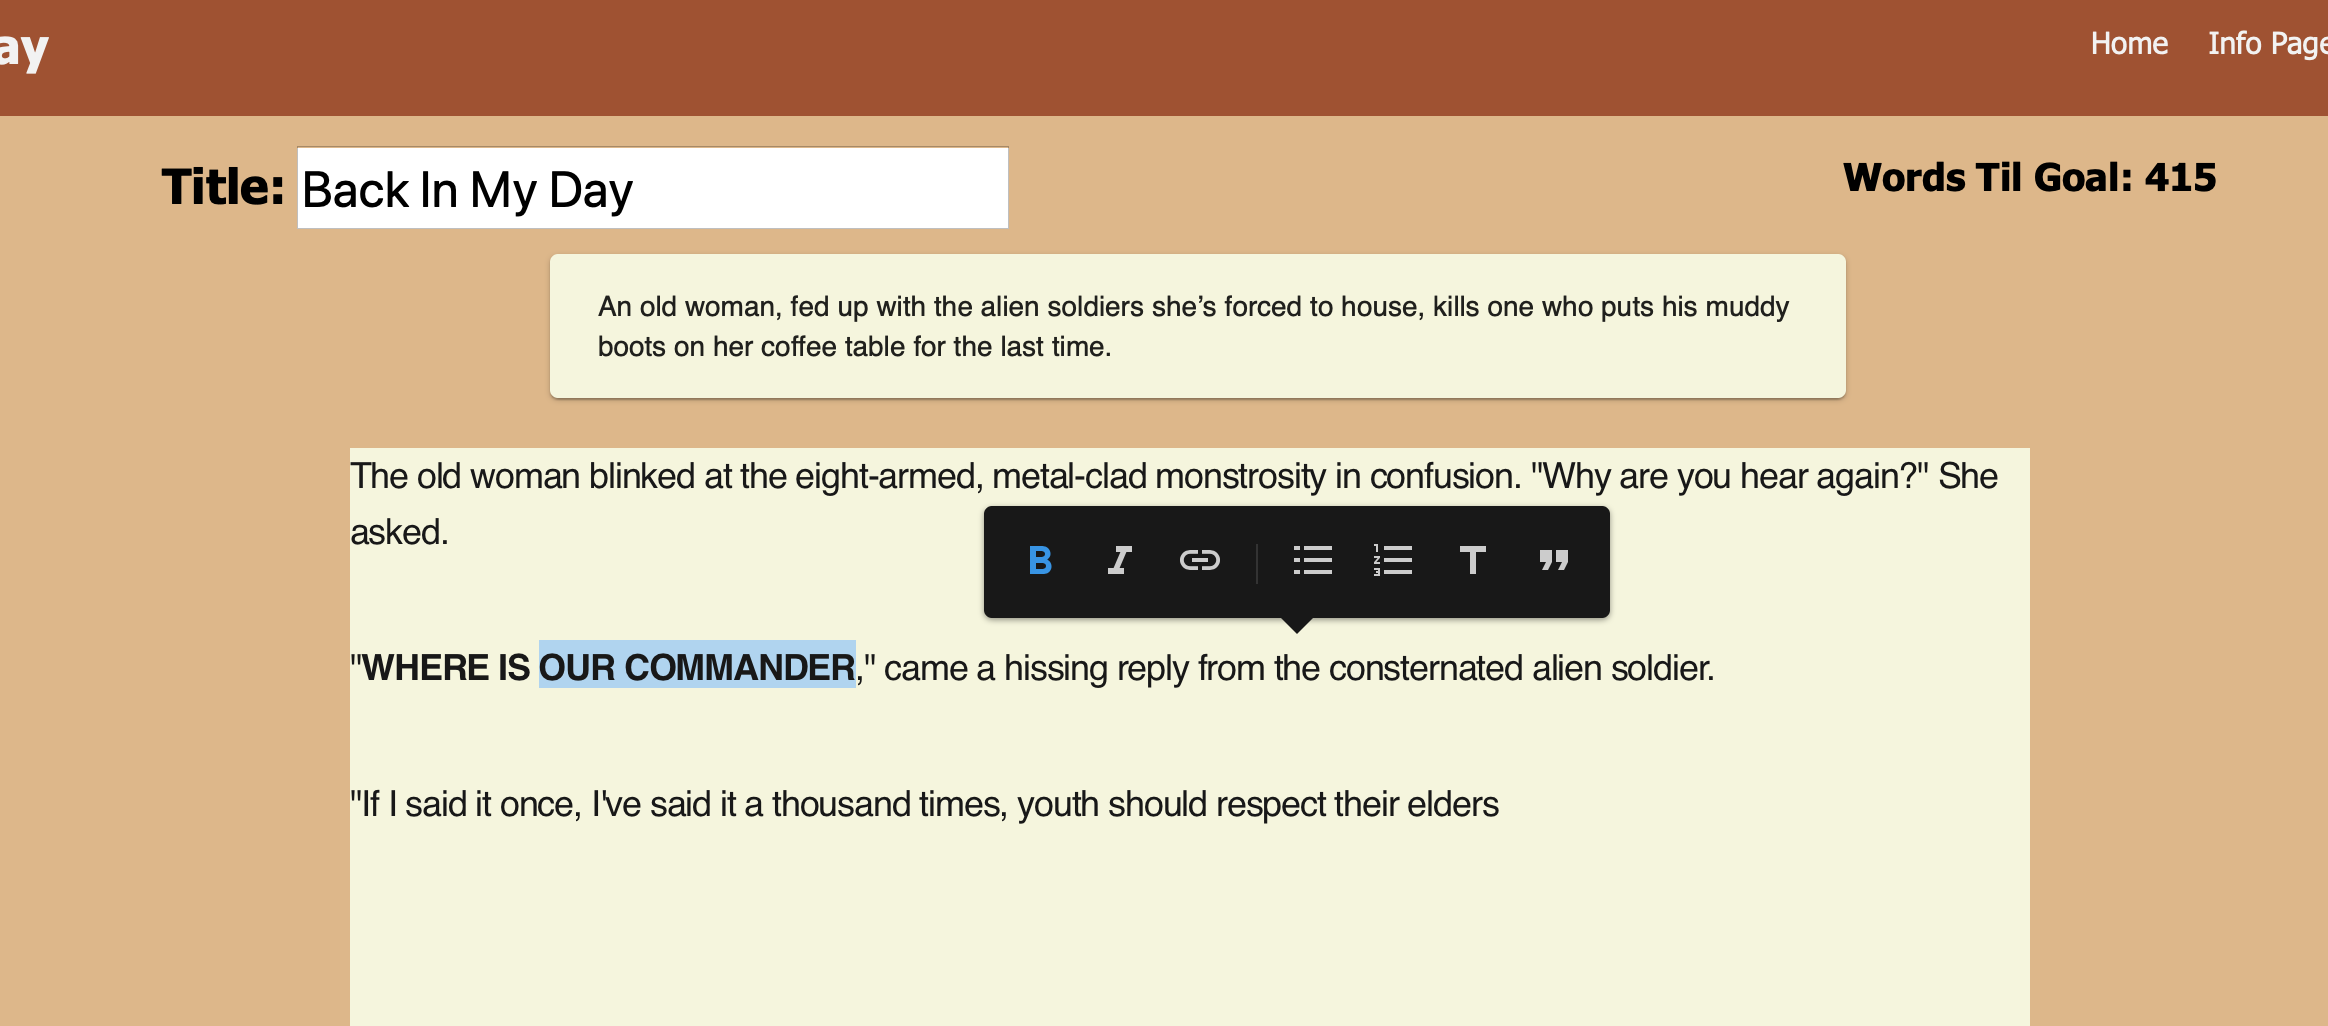 ay
Home Info Page
Title: Back In My Day
Words Til Goal: 415
An old woman, fed up with the alien soldiers she’s forced to house, kills one who puts his muddy
boots on her coffee table for the last time.
The old woman blinked at the eight-armed, metal-clad monstrosity in confusion. "Why are you hear again?" She
asked.
B I T
"WHERE IS OUR COMMANDER," came a hissing reply from the consternated alien soldier.
"If I said it once, I've said it a thousand times, youth should respect their elders